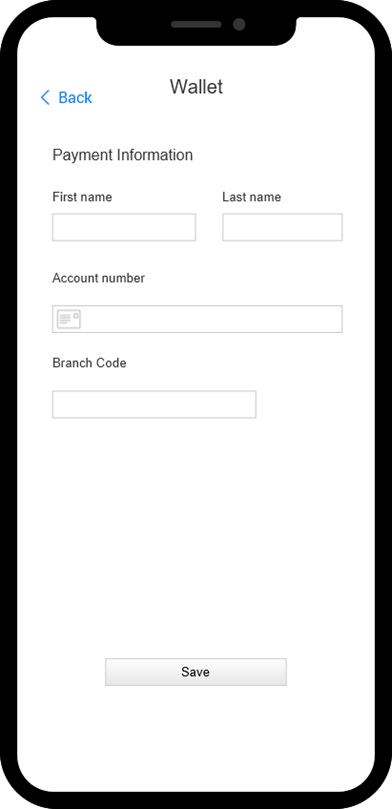 Wallet
Back
Payment Information
First name Last name
Account number
Branch Code
Save